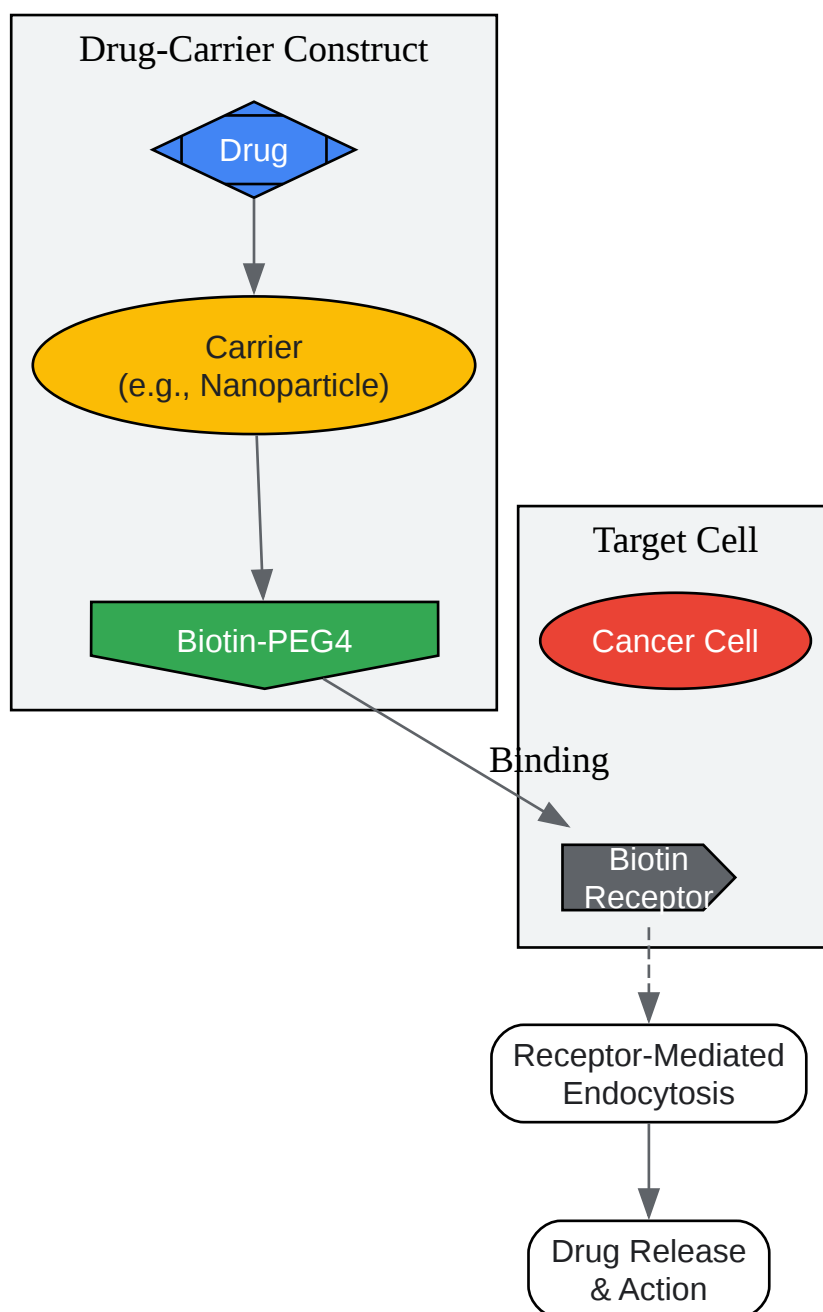 Drug-Carrier Construct
Drug
Carrier
(e.g., Nanoparticle)
Biotin-PEG4
Target Cell
Cancer Cell
Binding
Biotin
Receptor
Receptor-Mediated
Endocytosis
Drug Release
& Action